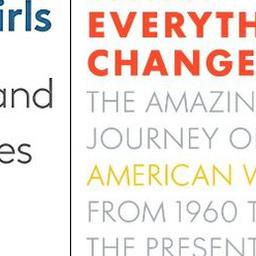 irls
and
es
EVERYTH
CHANGE
THE AMAZIN
JOURNEY O
AMERICAN W
FROM 1960 T
THE PRESENT